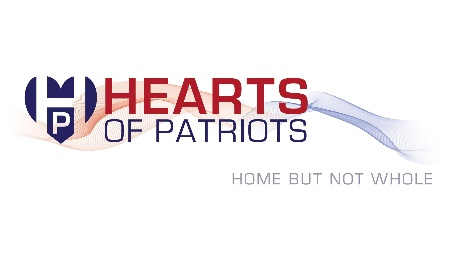 H
P
HEARTS
OF PATRIOTS
HOME BUT NOT WHOLE